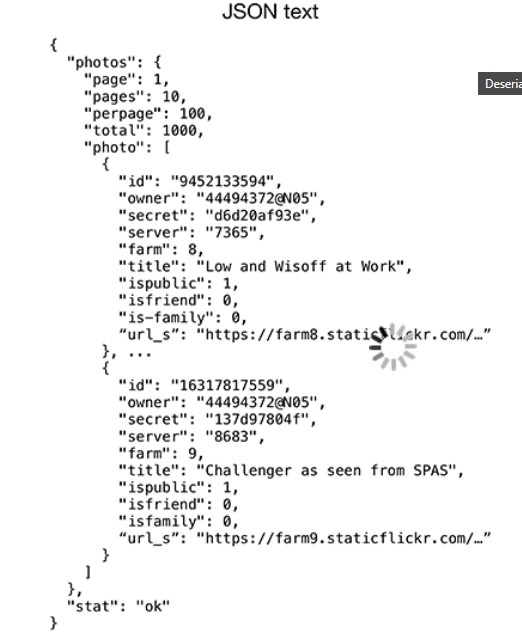 JSON text
{
"photos": {
"page": 1,
"pages": 10,
"perpage": 100,
"total": 1000,
"photo": [
{
"id": "9452133594",
"owner": "44494372@N05",
"secret": "d6d20af93e",
"server": "7365",
"farm": 8,
"title": "Low and Wisoff at Work",
"ispublic": 1,
"isfriend": 0,
"is-family": 0,
“url_s”: "https://farm8.staticflickr.com/…”
}, ...
{
"id": "16317817559",
"owner": "44494372@N05",
"secret": "137d97804f",
"server": "8683",
"farm": 9,
"title": "Challenger as seen from SPAS",
"ispublic": 1,
"isfriend": 0,
"isfamily": 0,
“url_s”: "https://farm9.staticflickr.com/…”
}
]
},
"stat": "ok"
}
Deseria